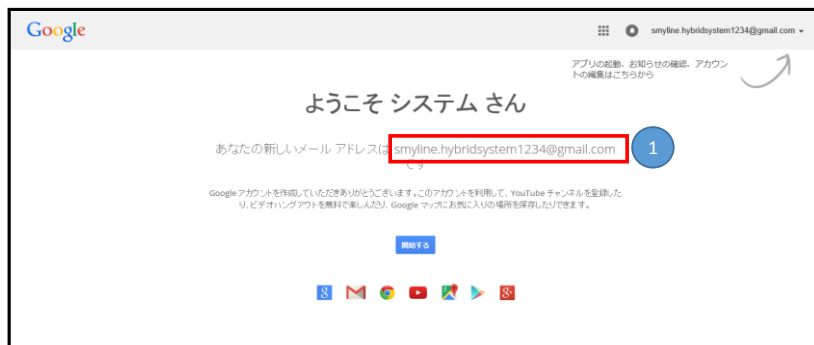 Google
smyline.hybridsystem1234@gmail.com
アプリの起動、お知らせの確認、アカウン
トの編集はこちらから
ようこそ システム さん
あなたの新しいメール アドレスは smyline.hybridsystem1234@gmail.com
です
1
Google アカウントを作成していただきありがとうございます。このアカウントを利用して、YouTube チャンネルを登録した
り、ビデオハングアウトを無料で楽しんだり、Google マップにお気に入りの場所を保存したりできます。
開始する